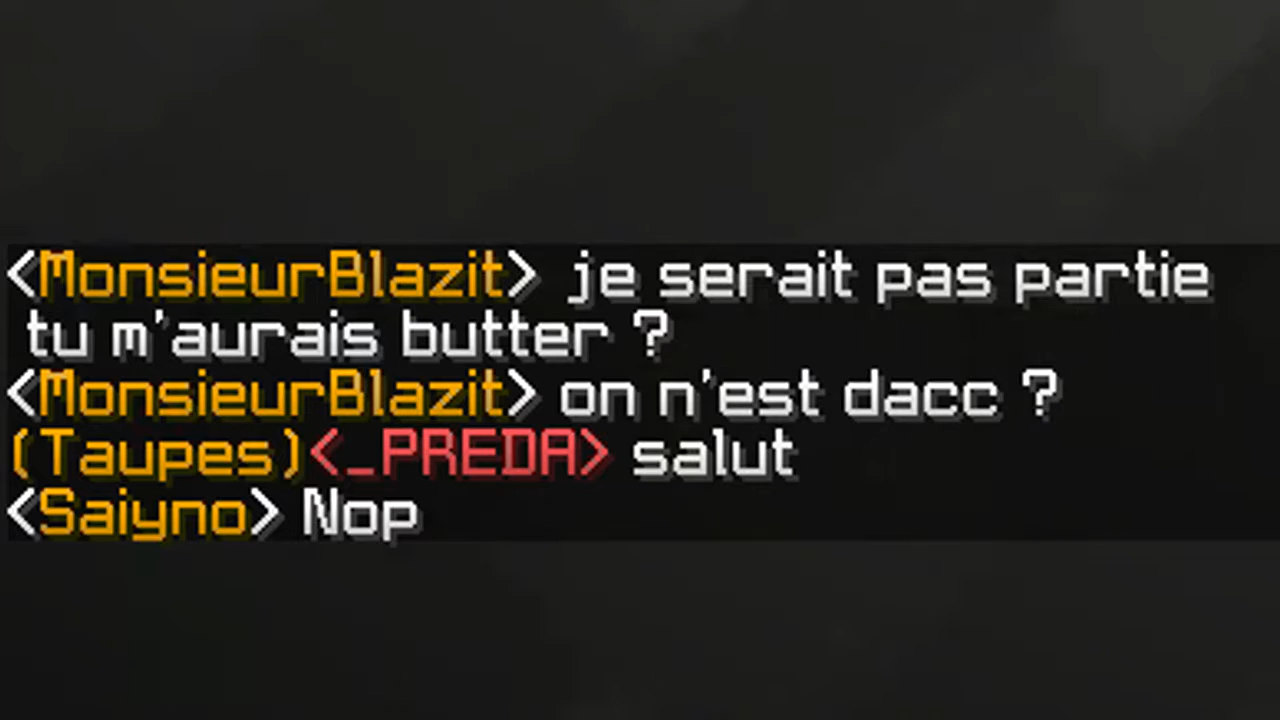 <MonsieurBlazit> je serait pas partie
tu m'aurais butter ?
<MonsieurBlazit> on n'est dacc ?
(Taupes)<_PREDA> salut
<Saiyno> Nop